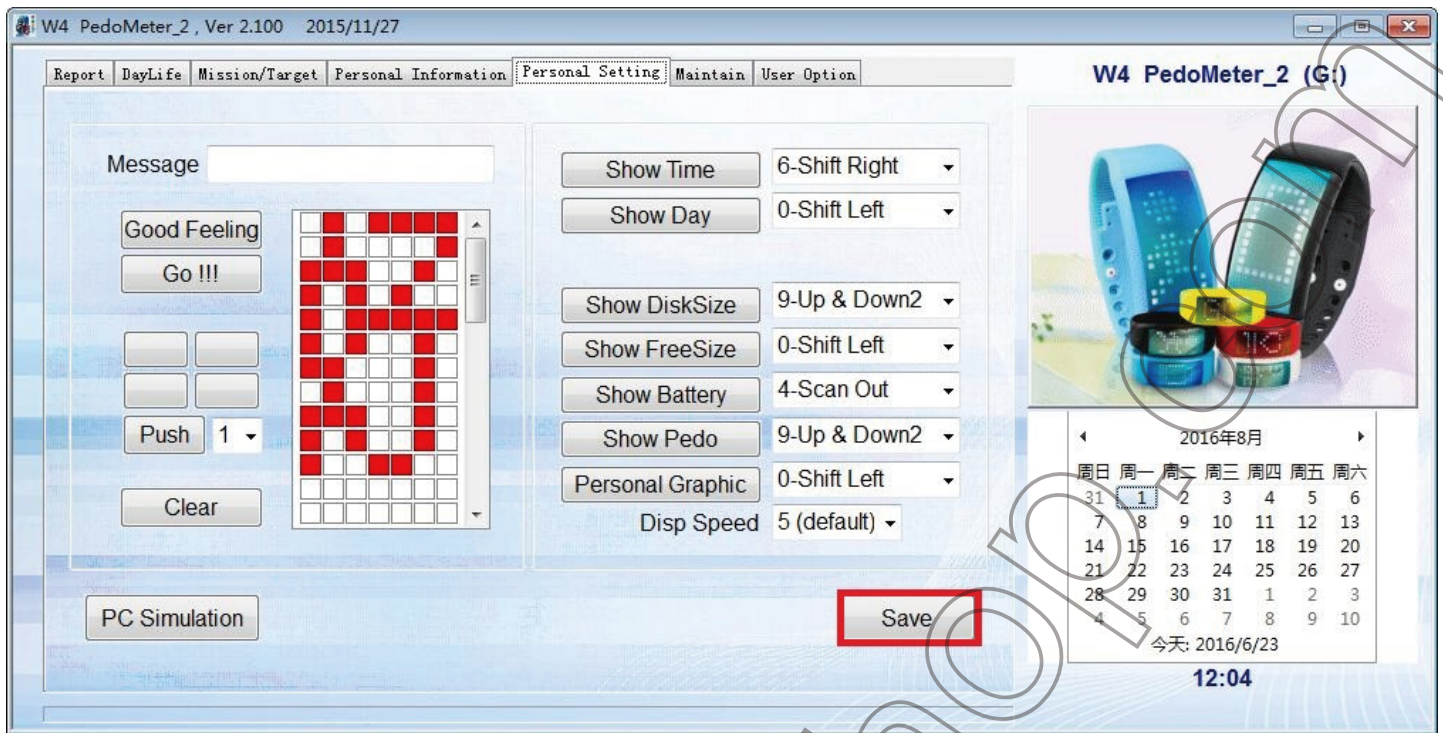 W4 PedoMeter_2 , Ver 2.100 2015/11/27
Report DayLife Mission/Target Personal Information Personal Setting Maintain User Option
W4 PedoMeter_2 (G:)
Message
Good Feeling
Go !!!
Push 1
Clear
PC Simulation
Show Time 6-Shift Right
Show Day 0-Shift Left
Show DiskSize 9-Up & Down2
Show FreeSize 0-Shift Left
Show Battery 4-Scan Out
Show Pedo 9-Up & Down2
Personal Graphic 0-Shift Left
Disp Speed 5 (default)
Save
2016年8月
周日 周一 周二 周三 周四 周五 周六
31 1 2 3 4 5 6
7 8 9 10 11 12 13
14 15 16 17 18 19 20
21 22 23 24 25 26 27
28 29 30 31 1 2 3
4 5 6 7 8 9 10
今天: 2016/6/23
12:04